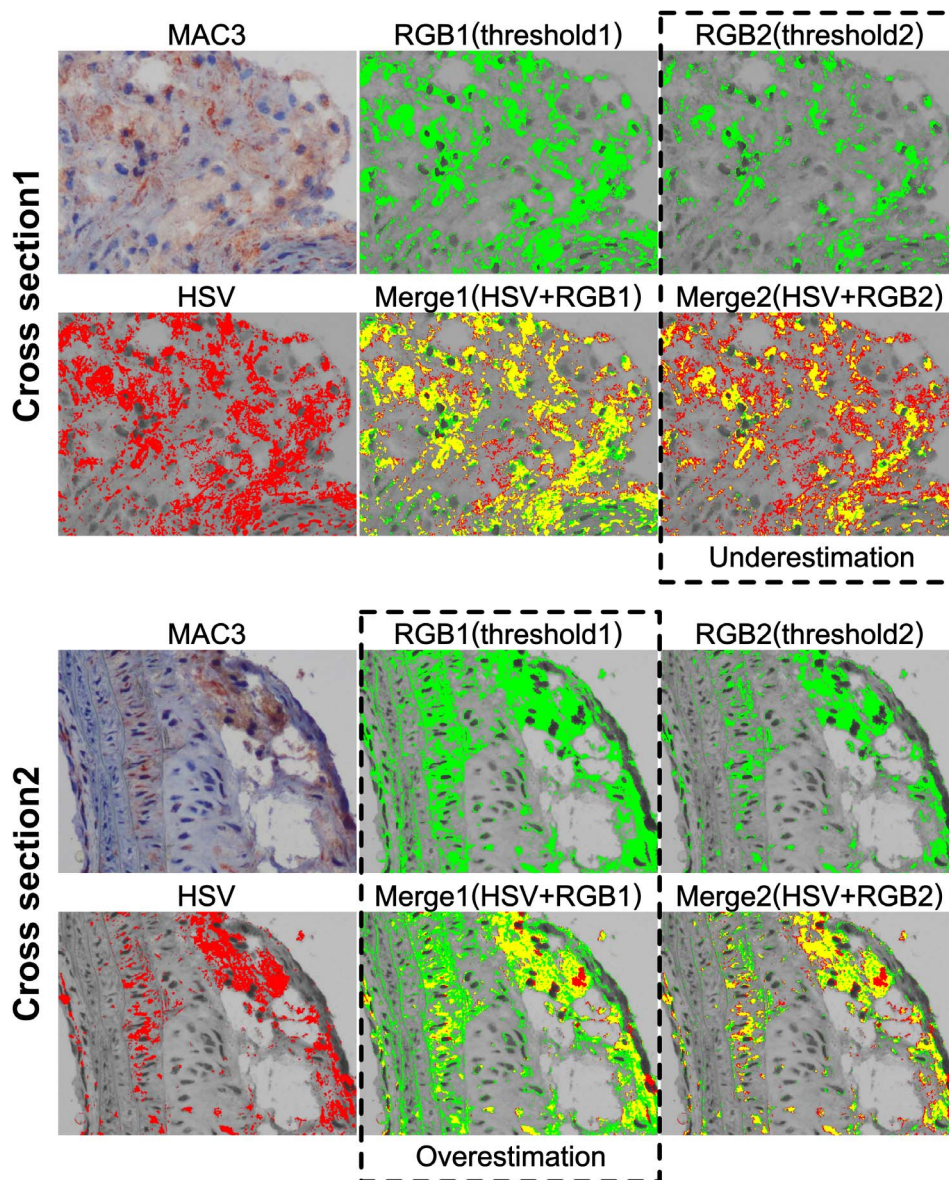 Cross section1
MAC3
RGB1(threshold1)
RGB2(threshold2)
HSV
Merge1(HSV+RGB1)
Merge2(HSV+RGB2)
Underestimation
Cross section2
MAC3
RGB1(threshold1)
RGB2(threshold2)
HSV
Merge1(HSV+RGB1)
Merge2(HSV+RGB2)
Overestimation